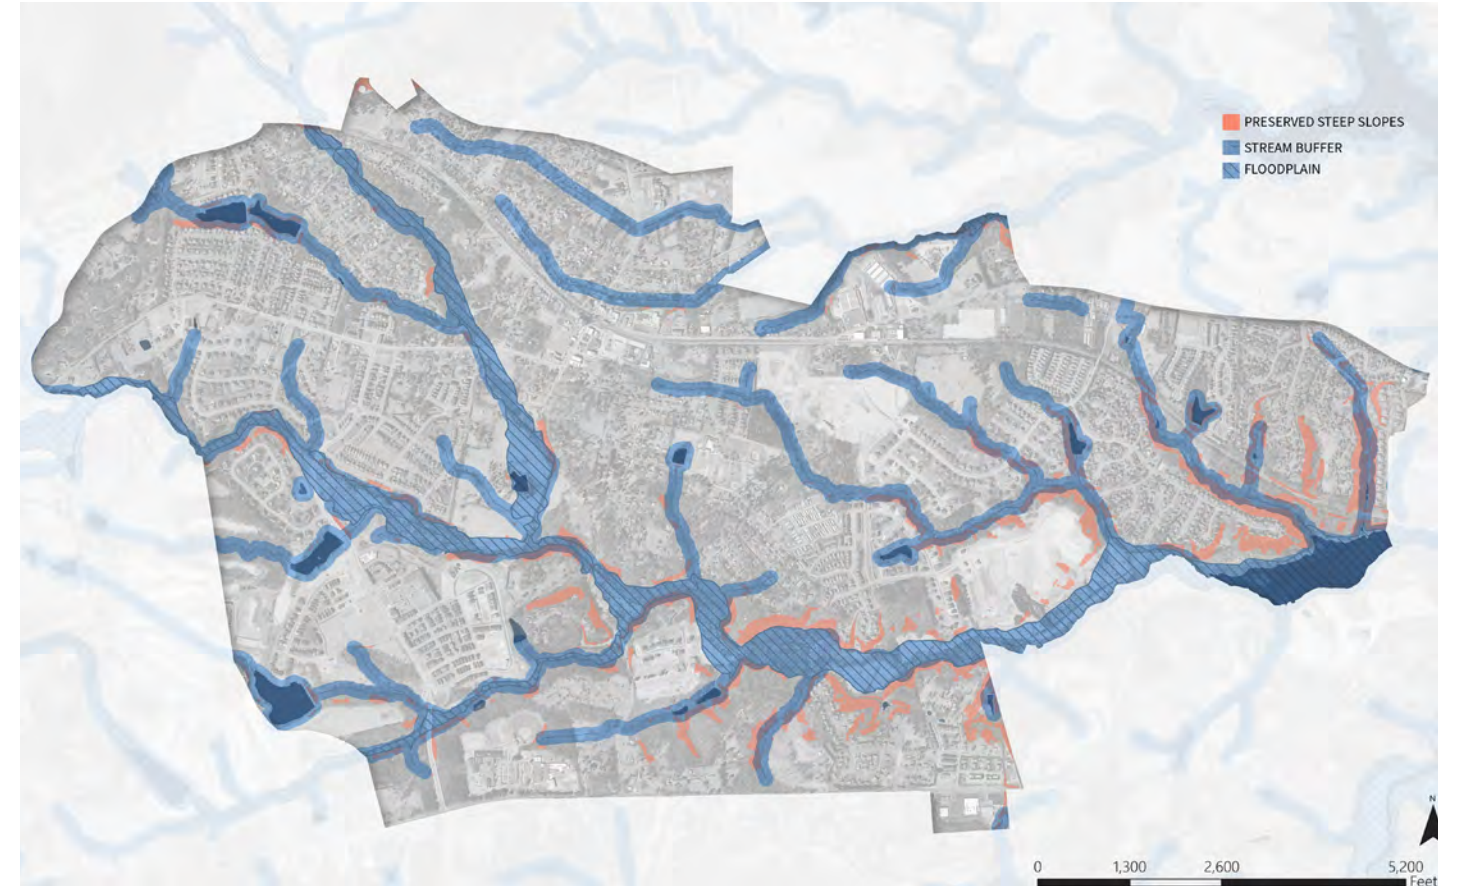 PRESERVED STEEP SLOPES
STREAM BUFFER
FLOODPLAIN
N
0 1,300 2,600 5,200
Feet